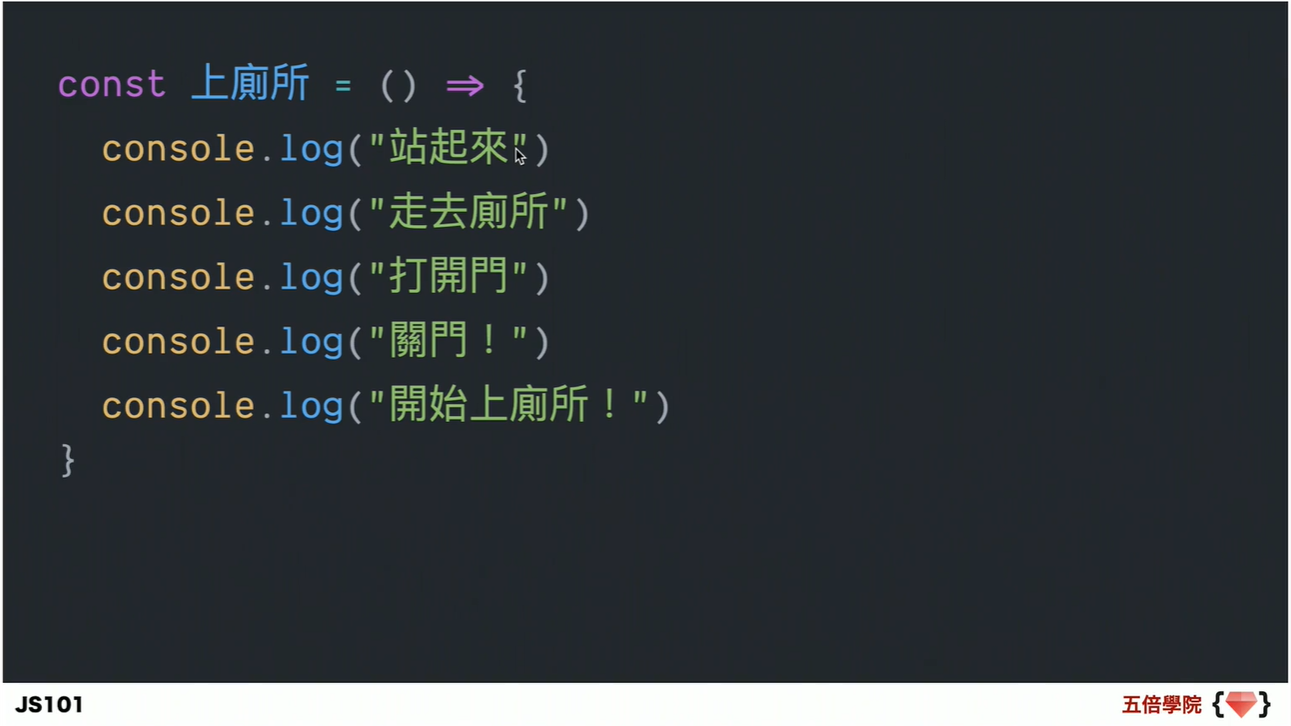 const 上廁所 = () => {
  console.log("站起來")
  console.log("走去廁所")
  console.log("打開門")
  console.log("關門！")
  console.log("開始上廁所！")
}
JS101
五倍學院 { }